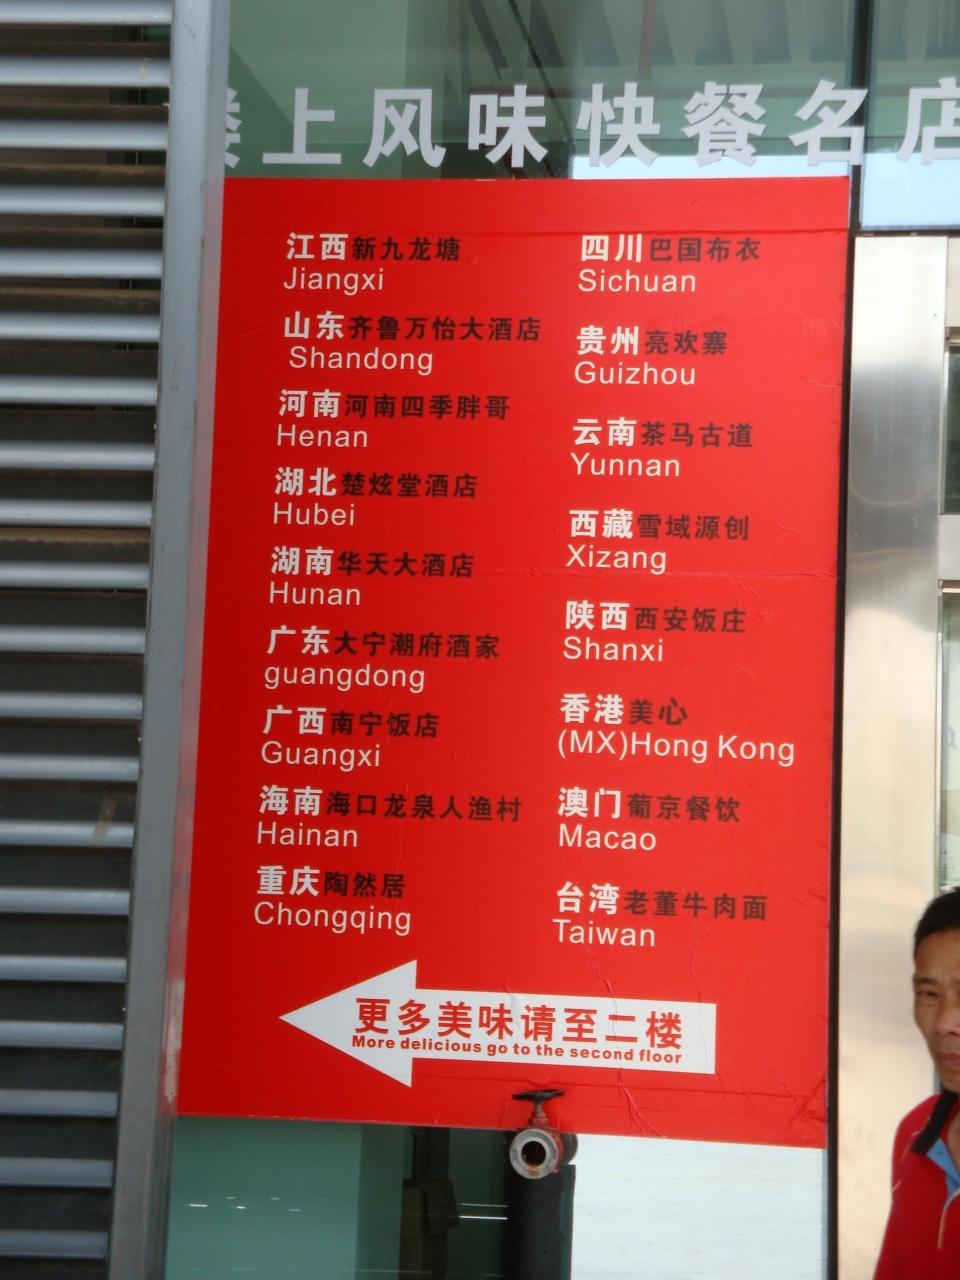 楼上风味快餐名店
江西新九龙塘
Jiangxi
山东齐鲁万怡大酒店
Shandong
河南河南四季胖哥
Henan
湖北楚炫堂酒店
Hubei
湖南华天大酒店
Hunan
广东大宁潮府酒家
guangdong
广西南宁饭店
Guangxi
海南海口龙泉人渔村
Hainan
重庆陶然居
Chongqing
四川巴国布衣
Sichuan
贵州亮欢寨
Guizhou
云南茶马古道
Yunnan
西藏雪域源创
Xizang
陕西西安饭庄
Shanxi
香港美心
(MX)Hong Kong
澳门葡京餐饮
Macao
台湾老董牛肉面
Taiwan
更多美味请至二楼
More delicious go to the second floor